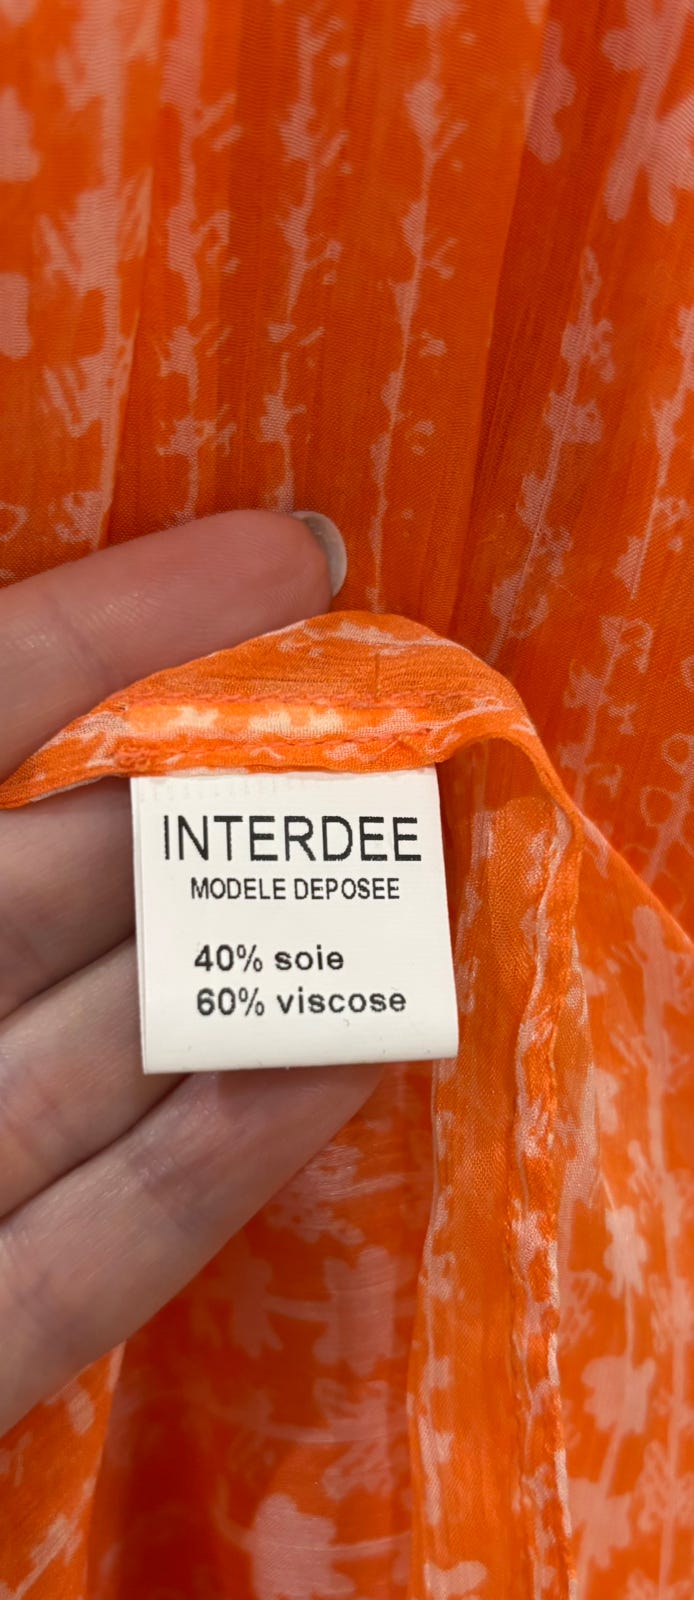 INTERDEE
MODELE DEPOSEE
40% soie
60% viscose